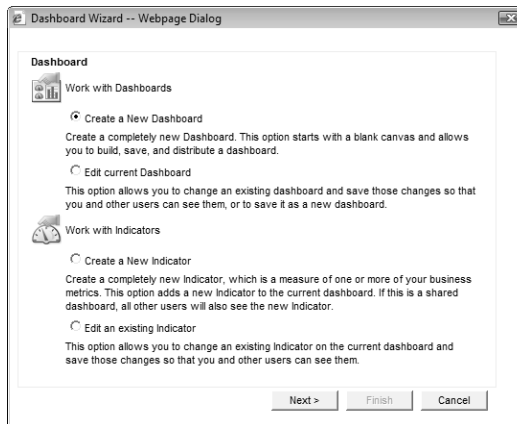 Dashboard Wizard -- Webpage Dialog
Dashboard
Work with Dashboards
Create a New Dashboard
Create a completely new Dashboard. This option starts with a blank canvas and allows
you to build, save, and distribute a dashboard.
Edit current Dashboard
This option allows you to change an existing dashboard and save those changes so that
you and other users can see them, or to save it as a new dashboard.
Work with Indicators
Create a New Indicator
Create a completely new Indicator, which is a measure of one or more of your business
metrics. This option adds a new Indicator to the current dashboard. If this is a shared
dashboard, all other users will also see the new Indicator.
Edit an existing Indicator
This option allows you to change an existing Indicator on the current dashboard and
save those changes so that you and other users can see them.
Next > Finish Cancel